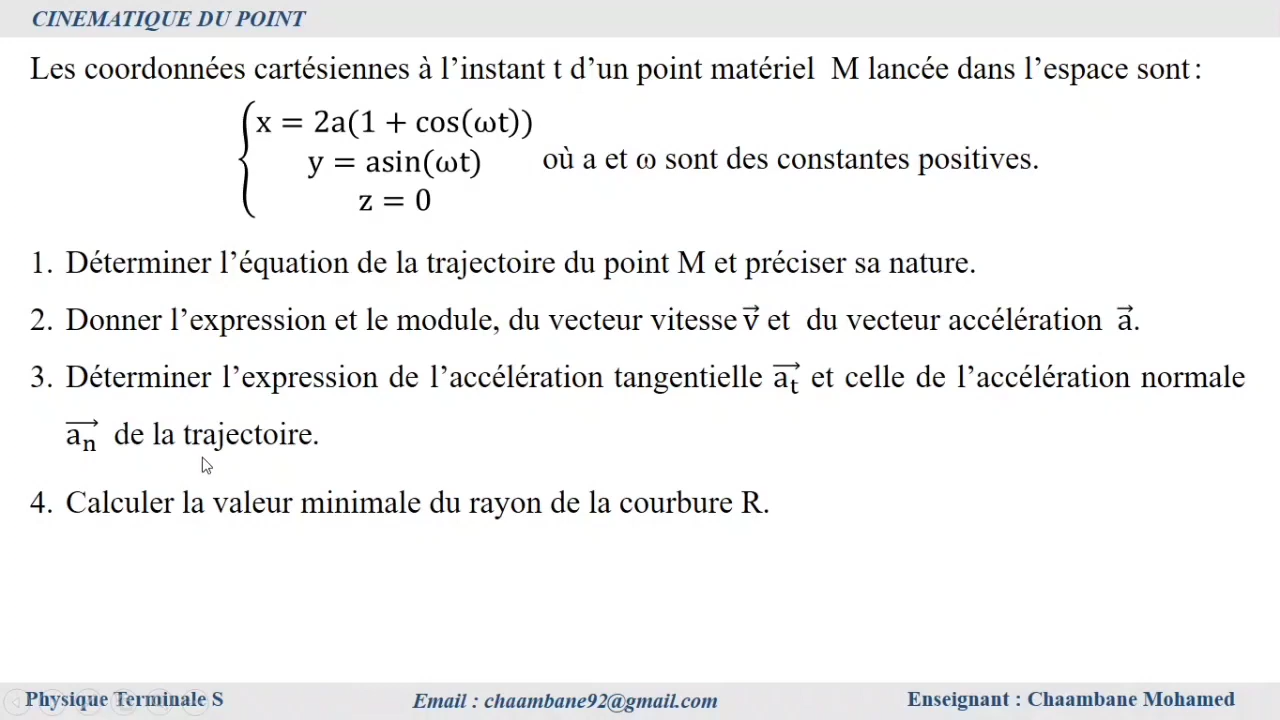 CINEMATIQUE DU POINT
Les coordonnées cartésiennes à l’instant t d’un point matériel M lancée dans l’espace sont :
x = 2a(1 + cos(ωt))
y = asin(ωt) où a et ω sont des constantes positives.
z = 0
1. Déterminer l’équation de la trajectoire du point M et préciser sa nature.
2. Donner l’expression et le module, du vecteur vitesse v⃗ et du vecteur accélération a⃗.
3. Déterminer l’expression de l’accélération tangentielle a⃗ₜ et celle de l’accélération normale
a⃗ₙ de la trajectoire.
4. Calculer la valeur minimale du rayon de la courbure R.
Physique Terminale S Email : chaambane92@gmail.com Enseignant : Chaambane Mohamed